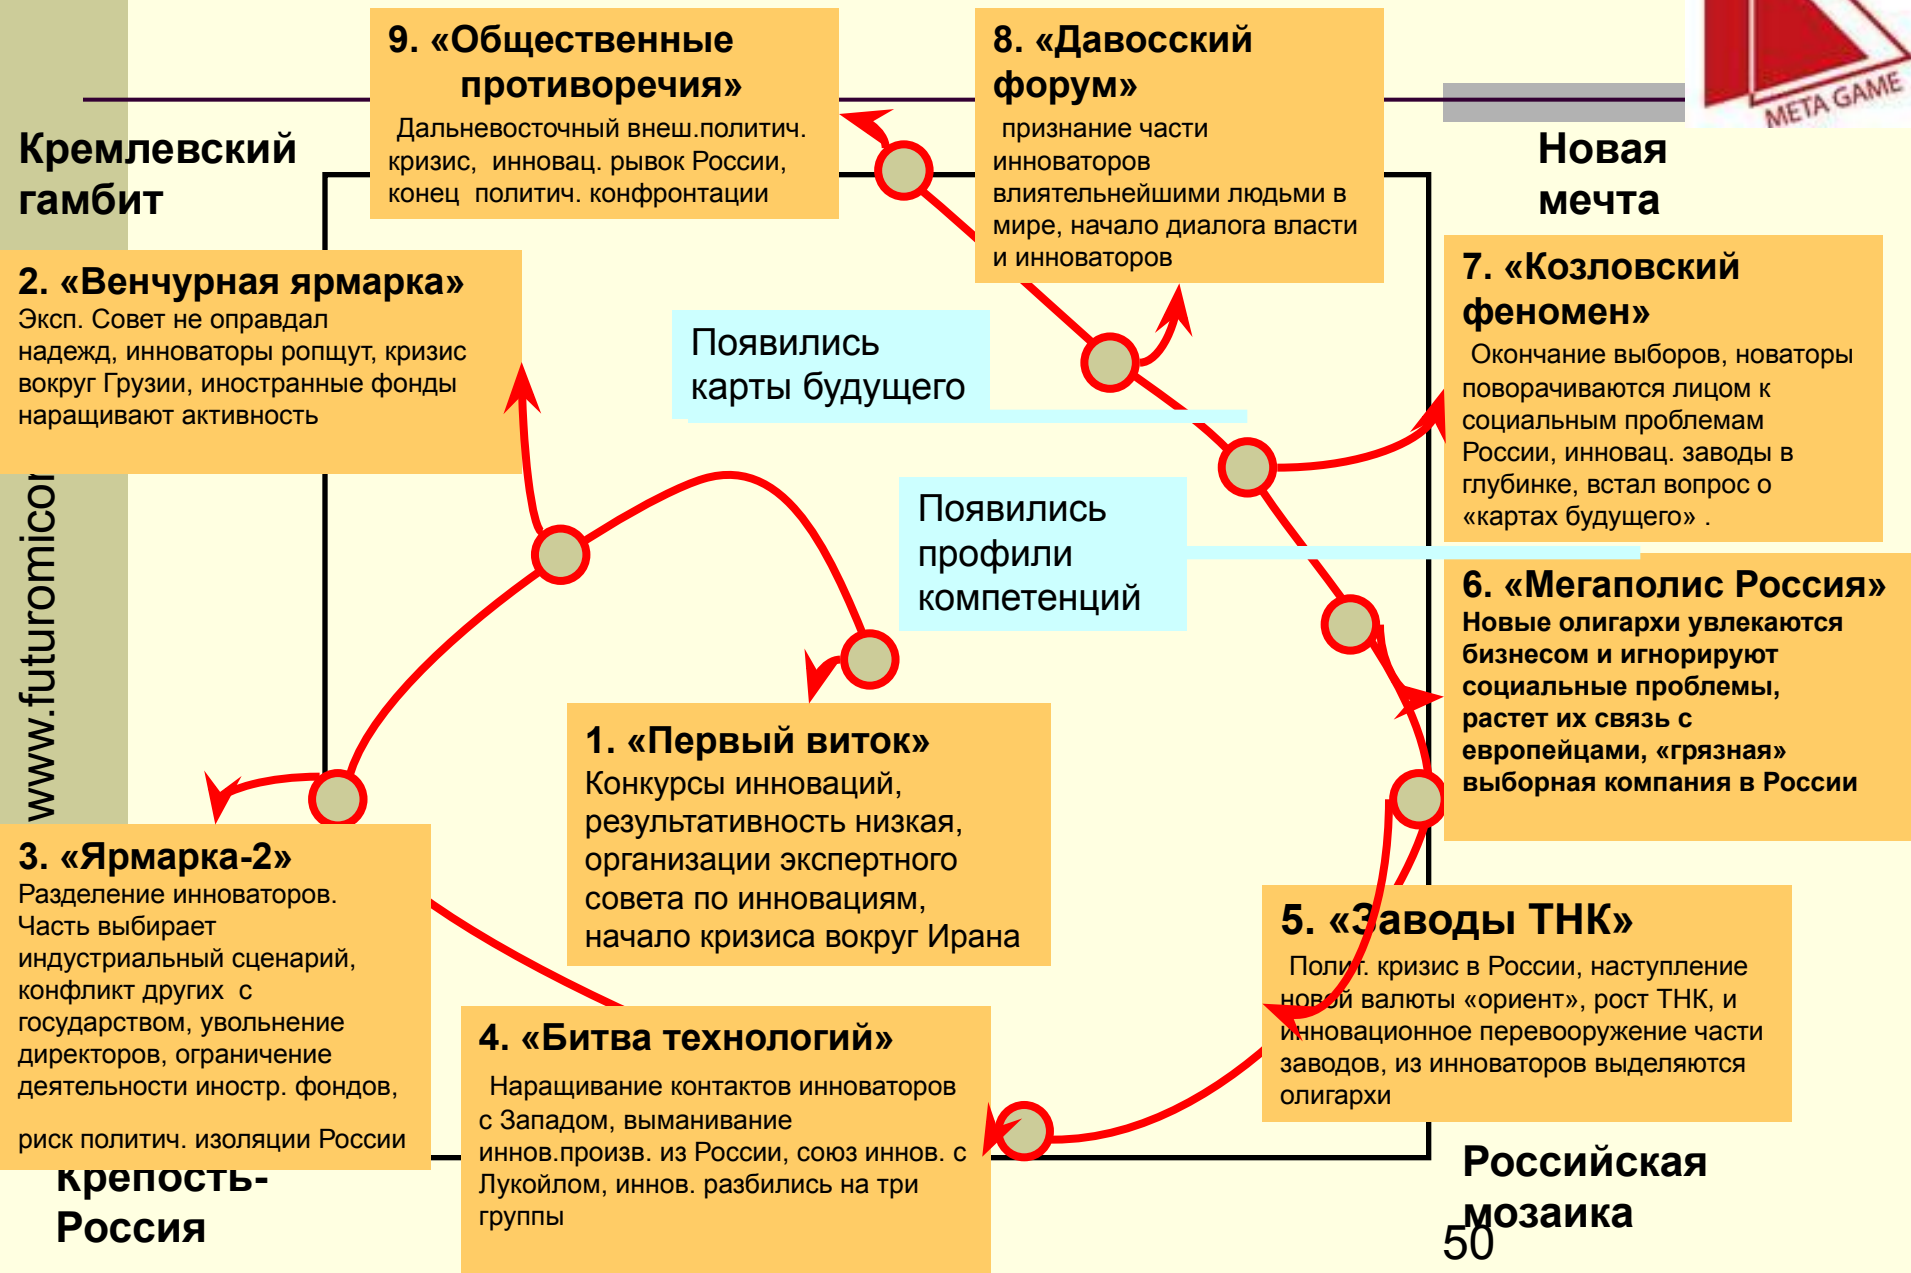 META GAME
9. «Общественные
противоречия»
Дальневосточный внеш.политич.
кризис, инновац. рывок России,
конец политич. конфронтации
8. «Давосский
форум»
признание части
инноваторов
влиятельнейшими людьми в
мире, начало диалога власти
и инноваторов
Кремлевский
гамбит
Новая
мечта
2. «Венчурная ярмарка»
Эксп. Совет не оправдал
надежд, инноваторы ропщут, кризис
вокруг Грузии, иностранные фонды
наращивают активность
7. «Козловский
феномен»
Окончание выборов, новаторы
поворачиваются лицом к
социальным проблемам
России, инновац. заводы в
глубинке, встал вопрос о
«картах будущего» .
Появились
карты будущего
Появились
профили
компетенций
6. «Мегаполис Россия»
Новые олигархи увлекаются
бизнесом и игнорируют
социальные проблемы,
растет их связь с
европейцами, «грязная»
выборная компания в России
www.futuromicon
1. «Первый виток»
Конкурсы инноваций,
результативность низкая,
организации экспертного
совета по инновациям,
начало кризиса вокруг Ирана
3. «Ярмарка-2»
Разделение инноваторов.
Часть выбирает
индустриальный сценарий,
конфликт других с
государством, увольнение
директоров, ограничение
деятельности иностр. фондов,
риск политич. изоляции России
5. «Заводы ТНК»
Полит. кризис в России, наступление
новой валюты «ориент», рост ТНК, и
инновационное перевооружение части
заводов, из инноваторов выделяются
олигархи
4. «Битва технологий»
Наращивание контактов инноваторов
с Западом, выманивание
иннов.произв. из России, союз иннов. с
Лукойлом, иннов. разбились на три
группы
Крепость-
Россия
Российская
мозаика
50